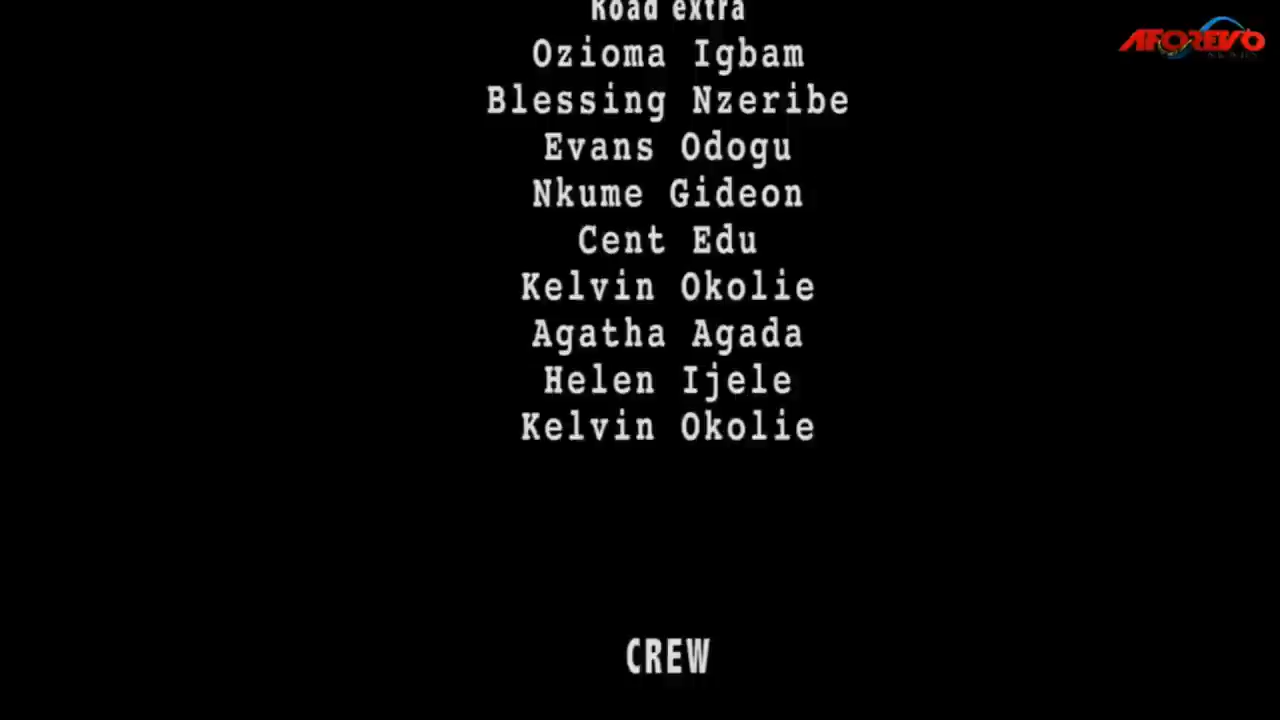 Road extra
Ozioma Igbam
Blessing Nzeribe
Evans Odogu
Nkume Gideon
Cent Edu
Kelvin Okolie
Agatha Agada
Helen Ijele
Kelvin Okolie
CREW
AFOREVO